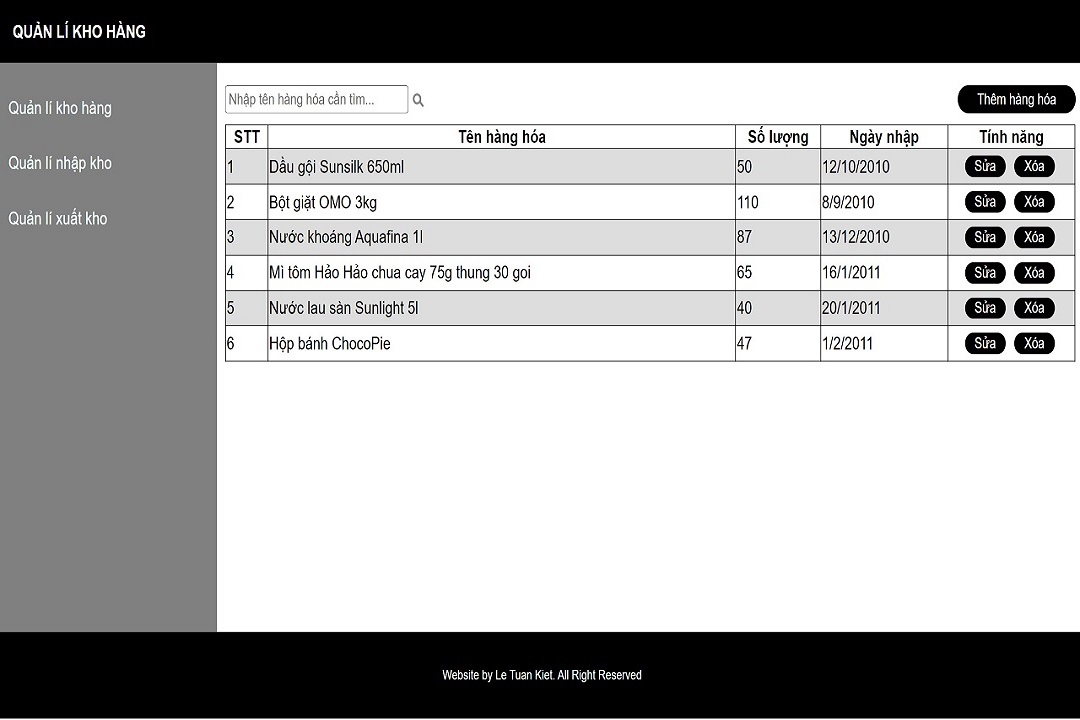 QUẢN LÍ KHO HÀNG
Quản lí kho hàng
Quản lí nhập kho
Quản lí xuất kho
Nhập tên hàng hóa cần tìm...
Thêm hàng hóa
STT Tên hàng hóa Số lượng Ngày nhập Tính năng
1 Dầu gội Sunsilk 650ml 50 12/10/2010 Sửa Xóa
2 Bột giặt OMO 3kg 110 8/9/2010 Sửa Xóa
3 Nước khoáng Aquafina 1l 87 13/12/2010 Sửa Xóa
4 Mì tôm Hảo Hảo chua cay 75g thung 30 goi 65 16/1/2011 Sửa Xóa
5 Nước lau sàn Sunlight 5l 40 20/1/2011 Sửa Xóa
6 Hộp bánh ChocoPie 47 1/2/2011 Sửa Xóa
Website by Le Tuan Kiet. All Right Reserved